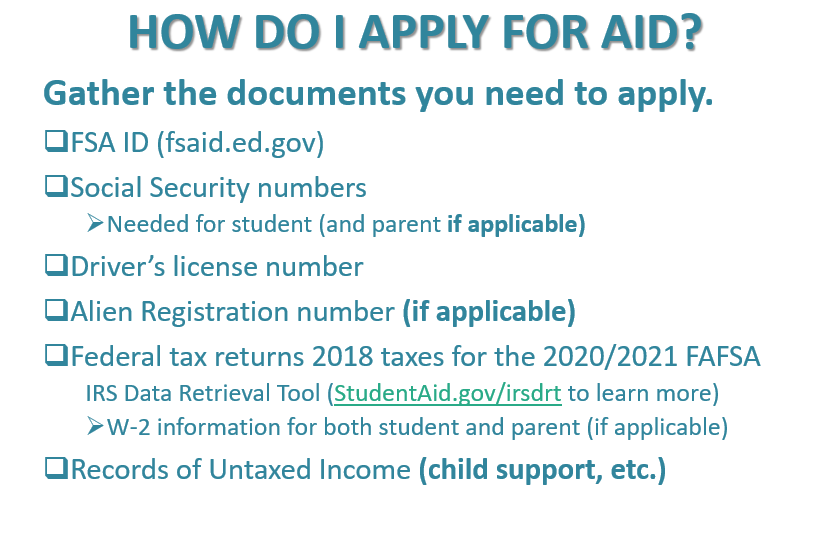 HOW DO I APPLY FOR AID?
Gather the documents you need to apply.
❑FSA ID (fsaid.ed.gov)
❑Social Security numbers
➢Needed for student (and parent if applicable)
❑Driver’s license number
❑Alien Registration number (if applicable)
❑Federal tax returns 2018 taxes for the 2020/2021 FAFSA
IRS Data Retrieval Tool (StudentAid.gov/irsdrt to learn more)
➢W-2 information for both student and parent (if applicable)
❑Records of Untaxed Income (child support, etc.)